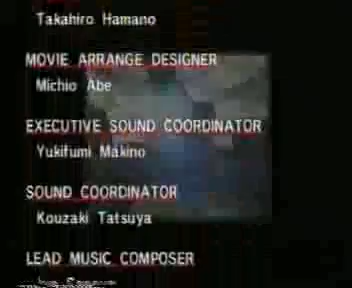 Takahiro Hamano
MOVIE ARRANGE DESIGNER
Michio Abe
EXECUTIVE SOUND COORDINATOR
Yukifumi Makino
SOUND COORDINATOR
Kouzaki Tatsuya
LEAD MUSIC COMPOSER